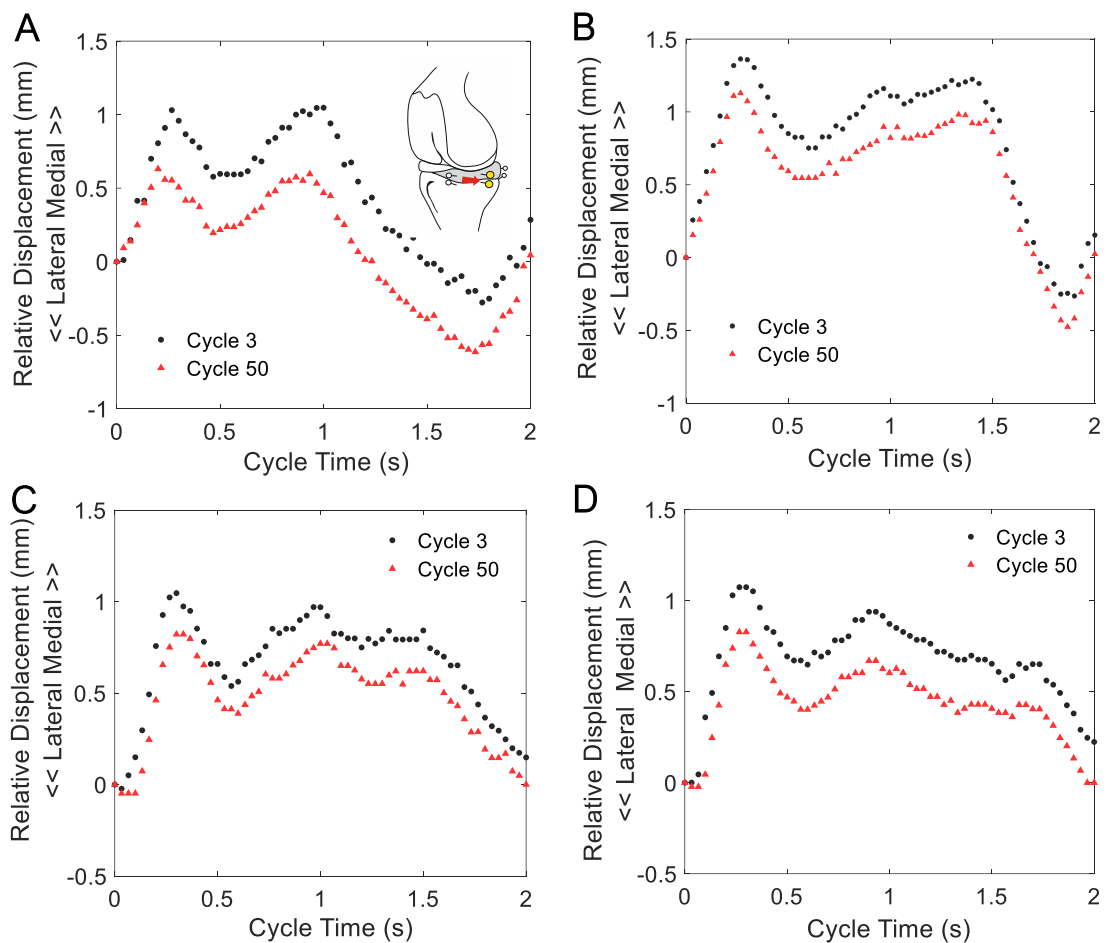 A
Relative Displacement (mm)
<< Lateral Medial >>
1.5
1
0.5
0
-0.5
-1
Cycle 3
Cycle 50
0
0.5
1
1.5
2
Cycle Time (s)
B
Relative Displacement (mm)
<< Lateral Medial >>
1.5
1
0.5
0
-0.5
-1
Cycle 3
Cycle 50
0
0.5
1
1.5
2
Cycle Time (s)
C
Relative Displacement (mm)
<< Lateral Medial >>
1.5
1
0.5
0
-0.5
Cycle 3
Cycle 50
0
0.5
1
1.5
2
Cycle Time (s)
D
Relative Displacement (mm)
<< Lateral Medial >>
1.5
1
0.5
0
-0.5
Cycle 3
Cycle 50
0
0.5
1
1.5
2
Cycle Time (s)